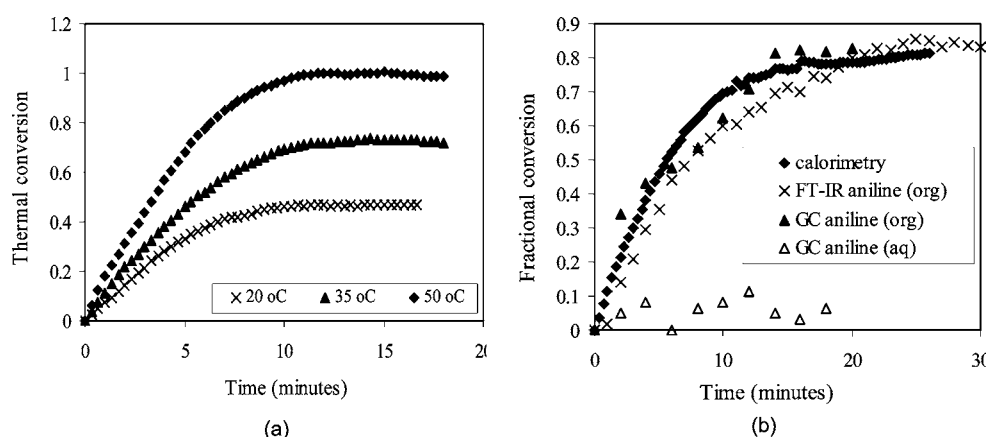 Thermal conversion
1.2
1
0.8
0.6
0.4
0.2
0
0 5 10 15 20
20 oC 35 oC 50 oC
Time (minutes)
(a)
Fractional conversion
0.9
0.8
0.7
0.6
0.5
0.4
0.3
0.2
0.1
0
0 10 20 30
calorimetry
FT-IR aniline (org)
GC aniline (org)
GC aniline (aq)
Time (minutes)
(b)